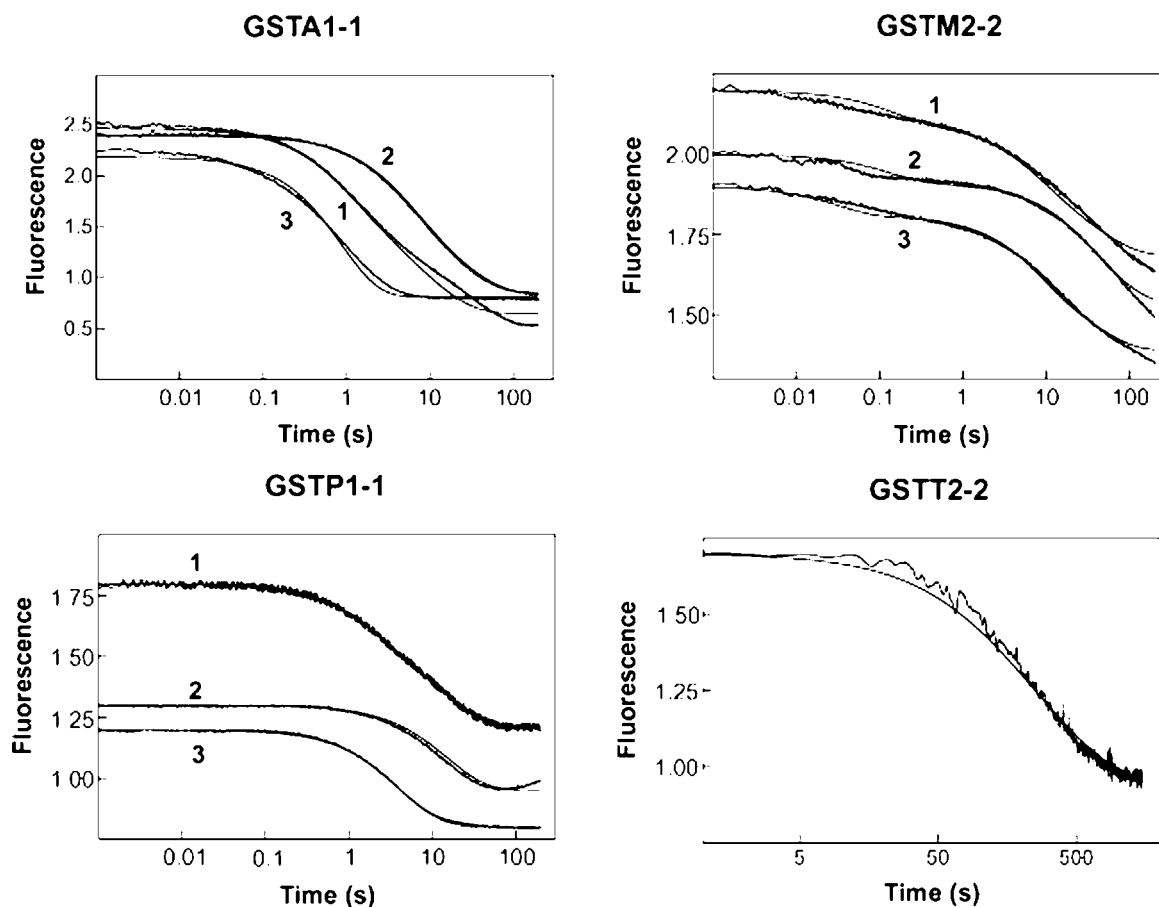 GSTA1-1
GSTM2-2
Fluorescence
2.5
2.0
1.5
1.0
0.5
1
2
3
0.01 0.1 1 10 100
Time (s)
Fluorescence
2.00
1.75
1.50
1
2
3
0.01 0.1 1 10 100
Time (s)
GSTP1-1
GSTT2-2
Fluorescence
1 75
1 50
1.25
1 00
1
2
3
0.01 0.1 1 10 100
Time (s)
Fluorescence
1 50
1.25
1.00
5 50 500
Time (s)